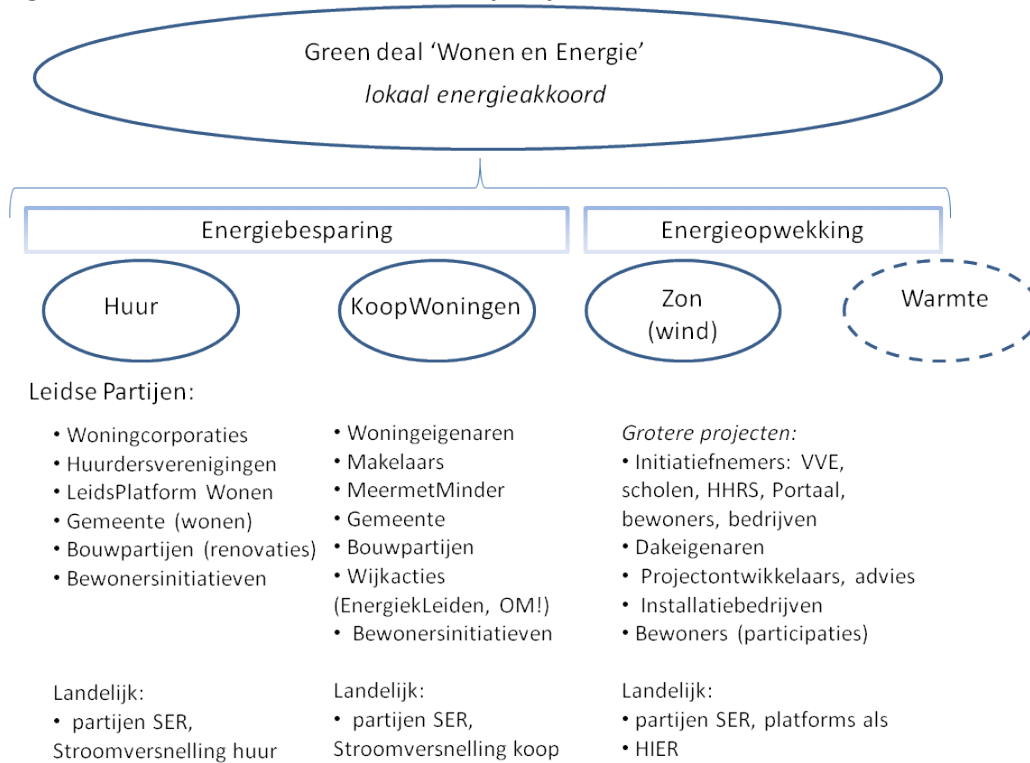 Green deal ‘Wonen en Energie’
lokaal energieakkoord
Energiebesparing
Energieopwekking
Huur
KoopWoningen
Zon
(wind)
Warmte
Leidse Partijen:
• Woningcorporaties
• Huurdersverenigingen
• LeidsPlatform Wonen
• Gemeente (wonen)
• Bouwpartijen (renovaties)
• Bewonersinitiatieven
Landelijk:
• partijen SER,
Stroomversnelling huur
• Woningeigenaren
• Makelaars
• MeermetMinder
• Gemeente
• Bouwpartijen
• Wijkacties
(EnergiekLeiden, OM!)
• Bewonersinitiatieven
Landelijk:
• partijen SER,
Stroomversnelling koop
Grotere projecten:
• Initiatiefnemers: VVE,
scholen, HHRS, Portaal,
bewoners, bedrijven
• Dakeigenaren
• Projectontwikkelaars, advies
• Installatiebedrijven
• Bewoners (participaties)
Landelijk:
• partijen SER, platforms als
• HIER